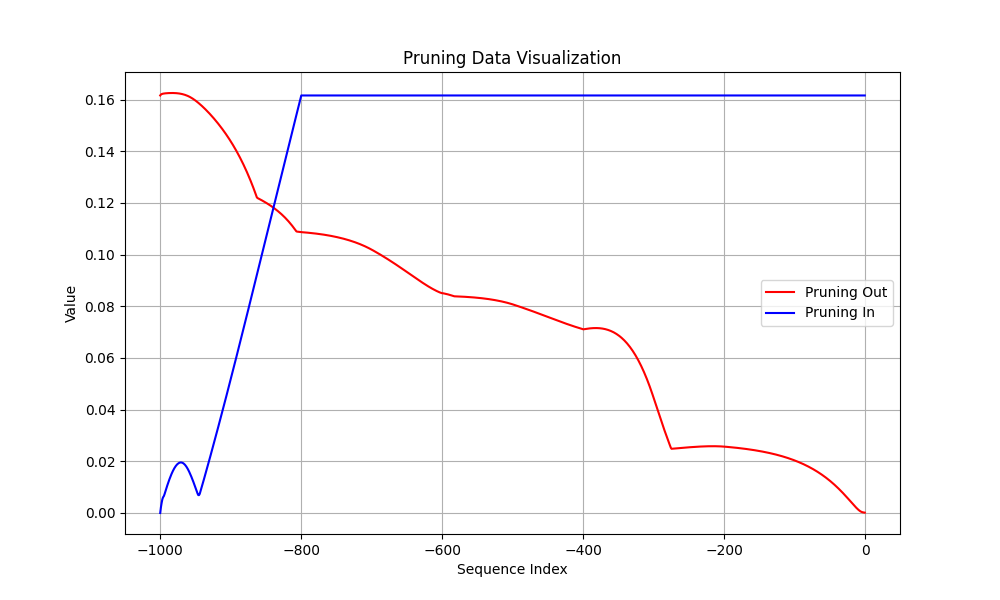 Pruning Data Visualization
Value
0.16
0.14
0.12
0.10
0.08
0.06
0.04
0.02
0.00
Pruning Out
Pruning In
−1000 −800 −600 −400 −200 0
Sequence Index